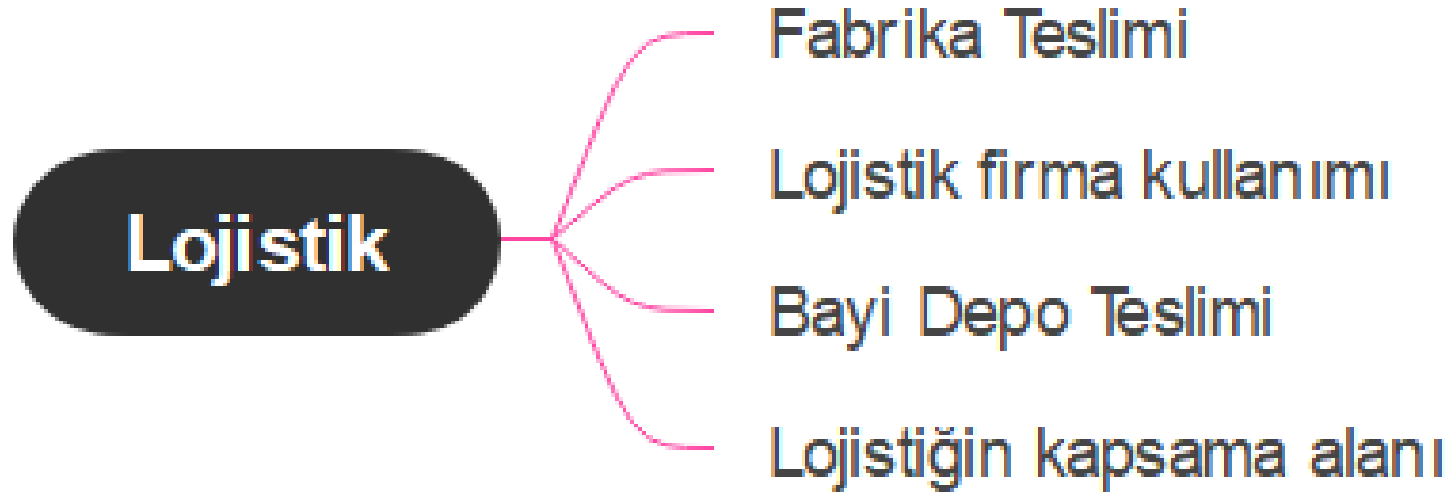 Fabrika Teslimi
Lojistik firma kullanımı
Lojistik
Bayi Depo Teslimi
Lojistiğin kapsama alanı